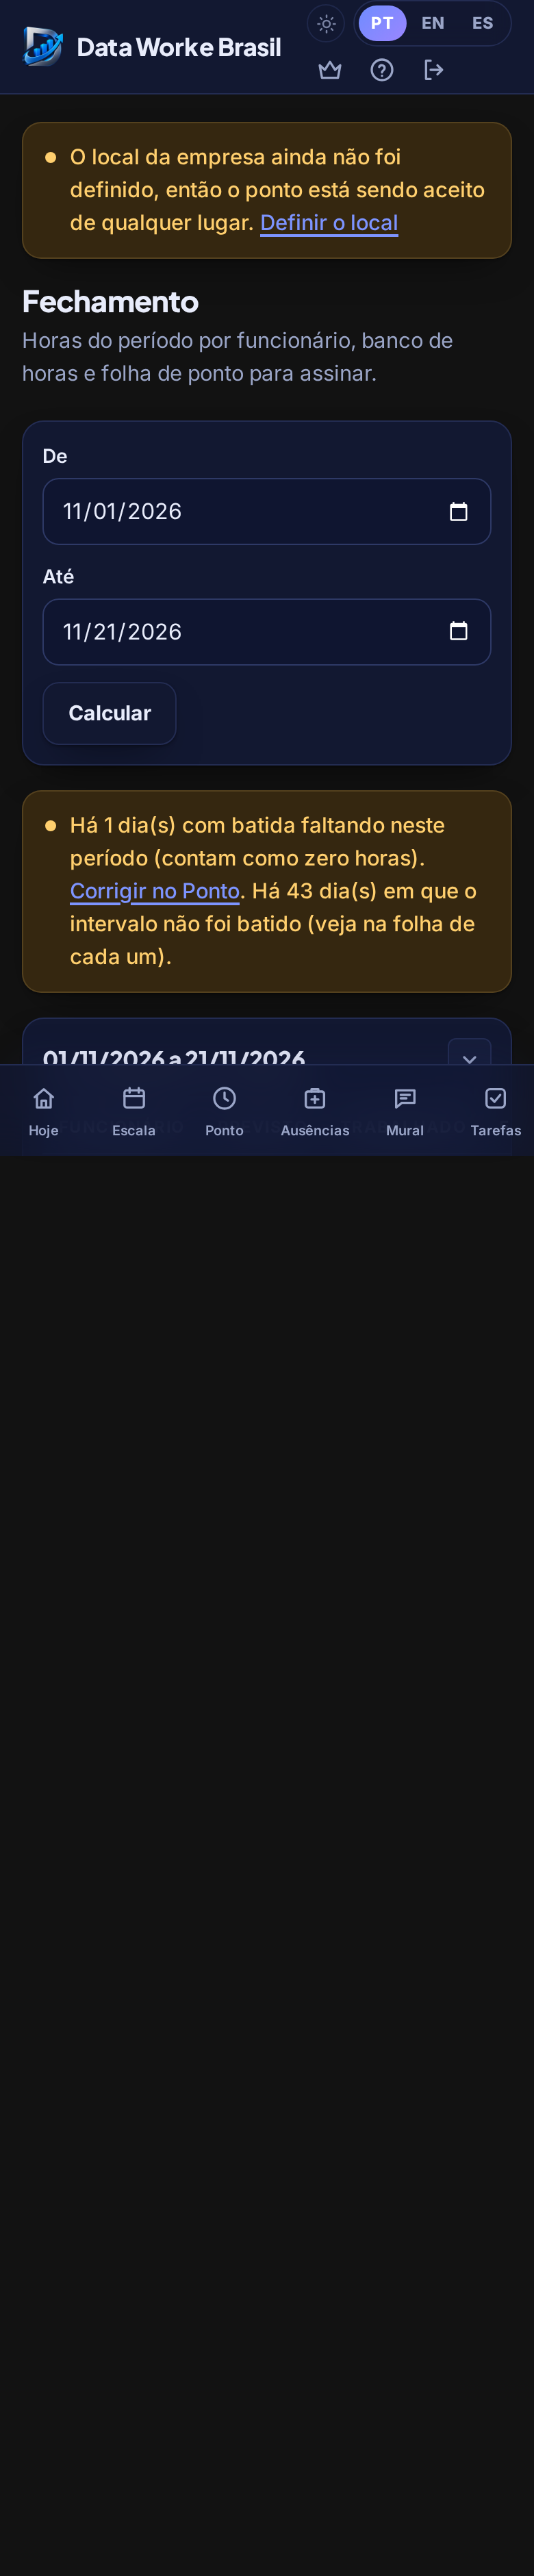 Data Worke Brasil
PT EN ES
O local da empresa ainda não foi
definido, então o ponto está sendo aceito
de qualquer lugar. Definir o local
Fechamento
Horas do período por funcionário, banco de
horas e folha de ponto para assinar.
De
11/01/2026
Até
11/21/2026
Calcular
Há 1 dia(s) com batida faltando neste
período (contam como zero horas).
Corrigir no Ponto. Há 43 dia(s) em que o
intervalo não foi batido (veja na folha de
cada um).
01/11/2026 a 21/11/2026
Hoje Escala Ponto Ausências Mural Tarefas